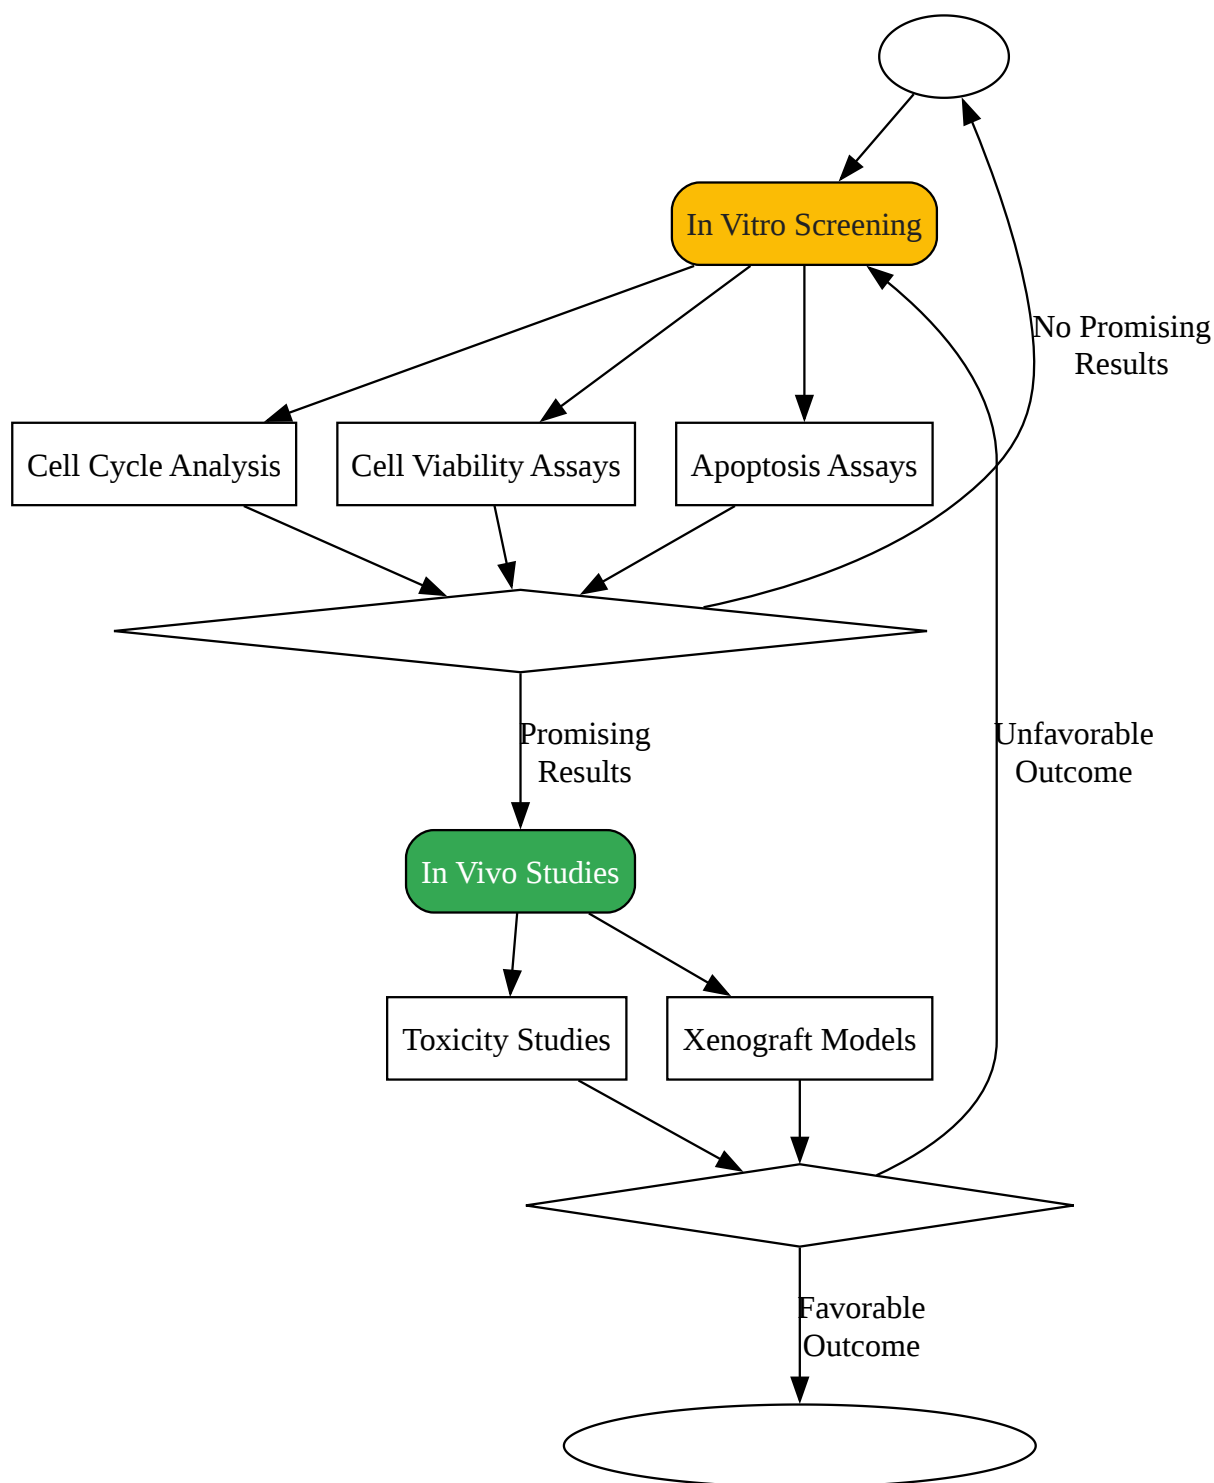 In Vitro Screening
No Promising
Results
Cell Cycle Analysis
Cell Viability Assays
Apoptosis Assays
Promising
Results
Unfavorable
Outcome
In Vivo Studies
Toxicity Studies
Xenograft Models
Favorable
Outcome